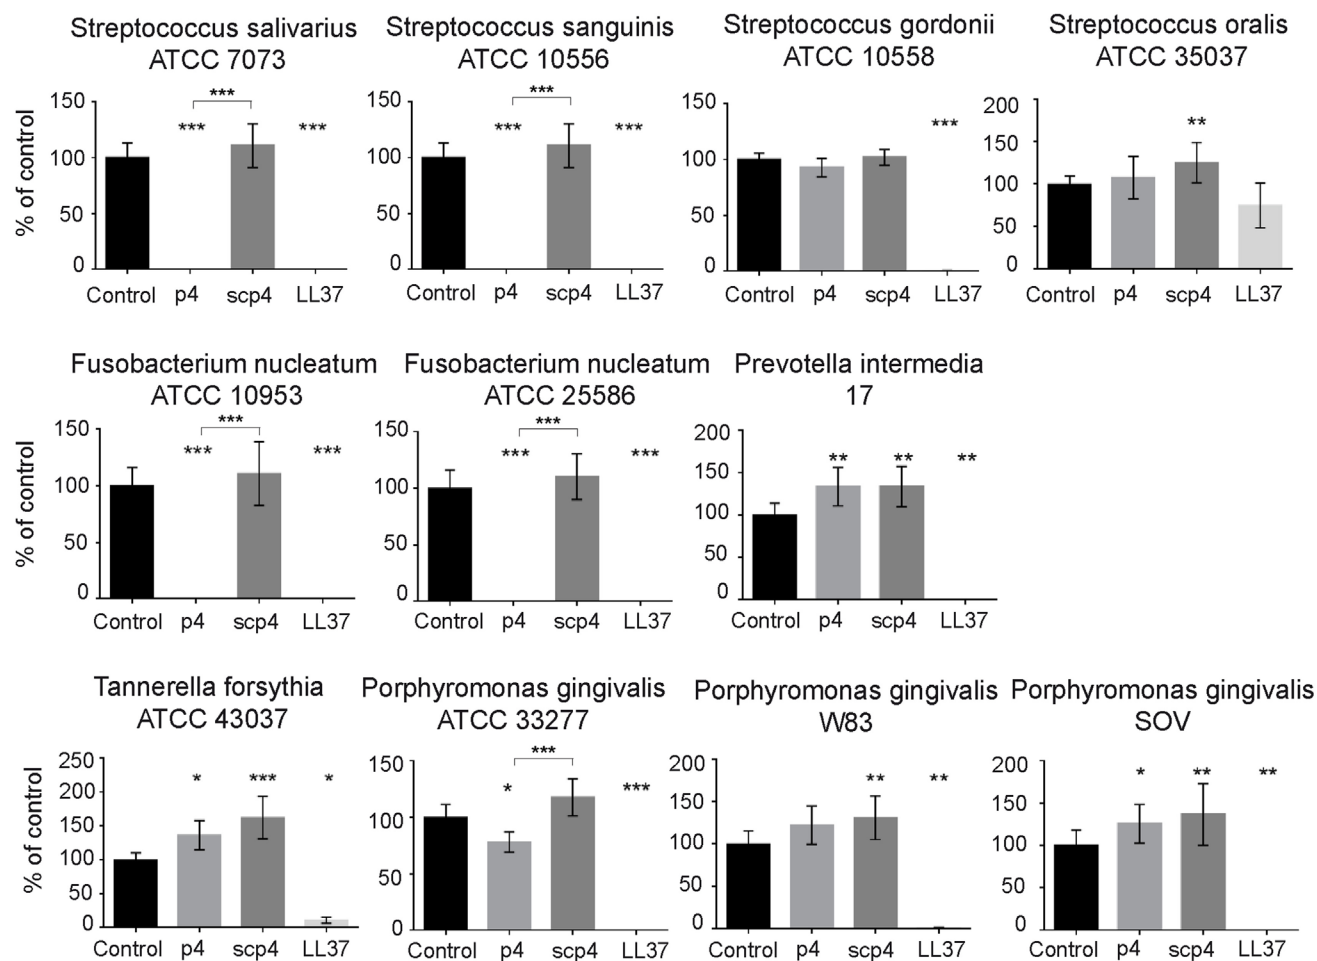 Streptococcus salivarius
ATCC 7073
% of control
150
100
50
0
***
***
***
Control p4 scp4 LL37
Streptococcus sanguinis
ATCC 10556
150
100
50
0
***
***
***
Control p4 scp4 LL37
Streptococcus gordonii
ATCC 10558
150
100
50
0
***
Control p4 scp4 LL37
Streptococcus oralis
ATCC 35037
200
150
100
50
0
**
Control p4 scp4 LL37
Fusobacterium nucleatum
ATCC 10953
% of control
150
100
50
0
***
***
***
Control p4 scp4 LL37
Fusobacterium nucleatum
ATCC 25586
150
100
50
0
***
***
***
Control p4 scp4 LL37
Prevotella intermedia
17
200
150
100
50
0
** ** **
Control p4 scp4 LL37
Tannerella forsythia
ATCC 43037
% of control
250
200
150
100
50
0
* *** *
Control p4 scp4 LL37
Porphyromonas gingivalis
ATCC 33277
150
100
50
0
***
*
***
Control p4 scp4 LL37
Porphyromonas gingivalis
W83
200
150
100
50
0
** **
Control p4 scp4 LL37
Porphyromonas gingivalis
SOV
200
150
100
50
0
* ** **
Control p4 scp4 LL37